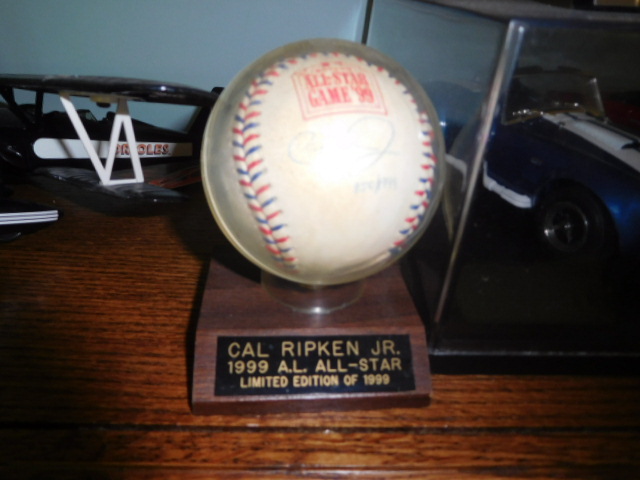 ALL-STAR
GAME '99
ORIOLES
CAL RIPKEN JR.
1999 A.L. ALL-STAR
LIMITED EDITION OF 1999